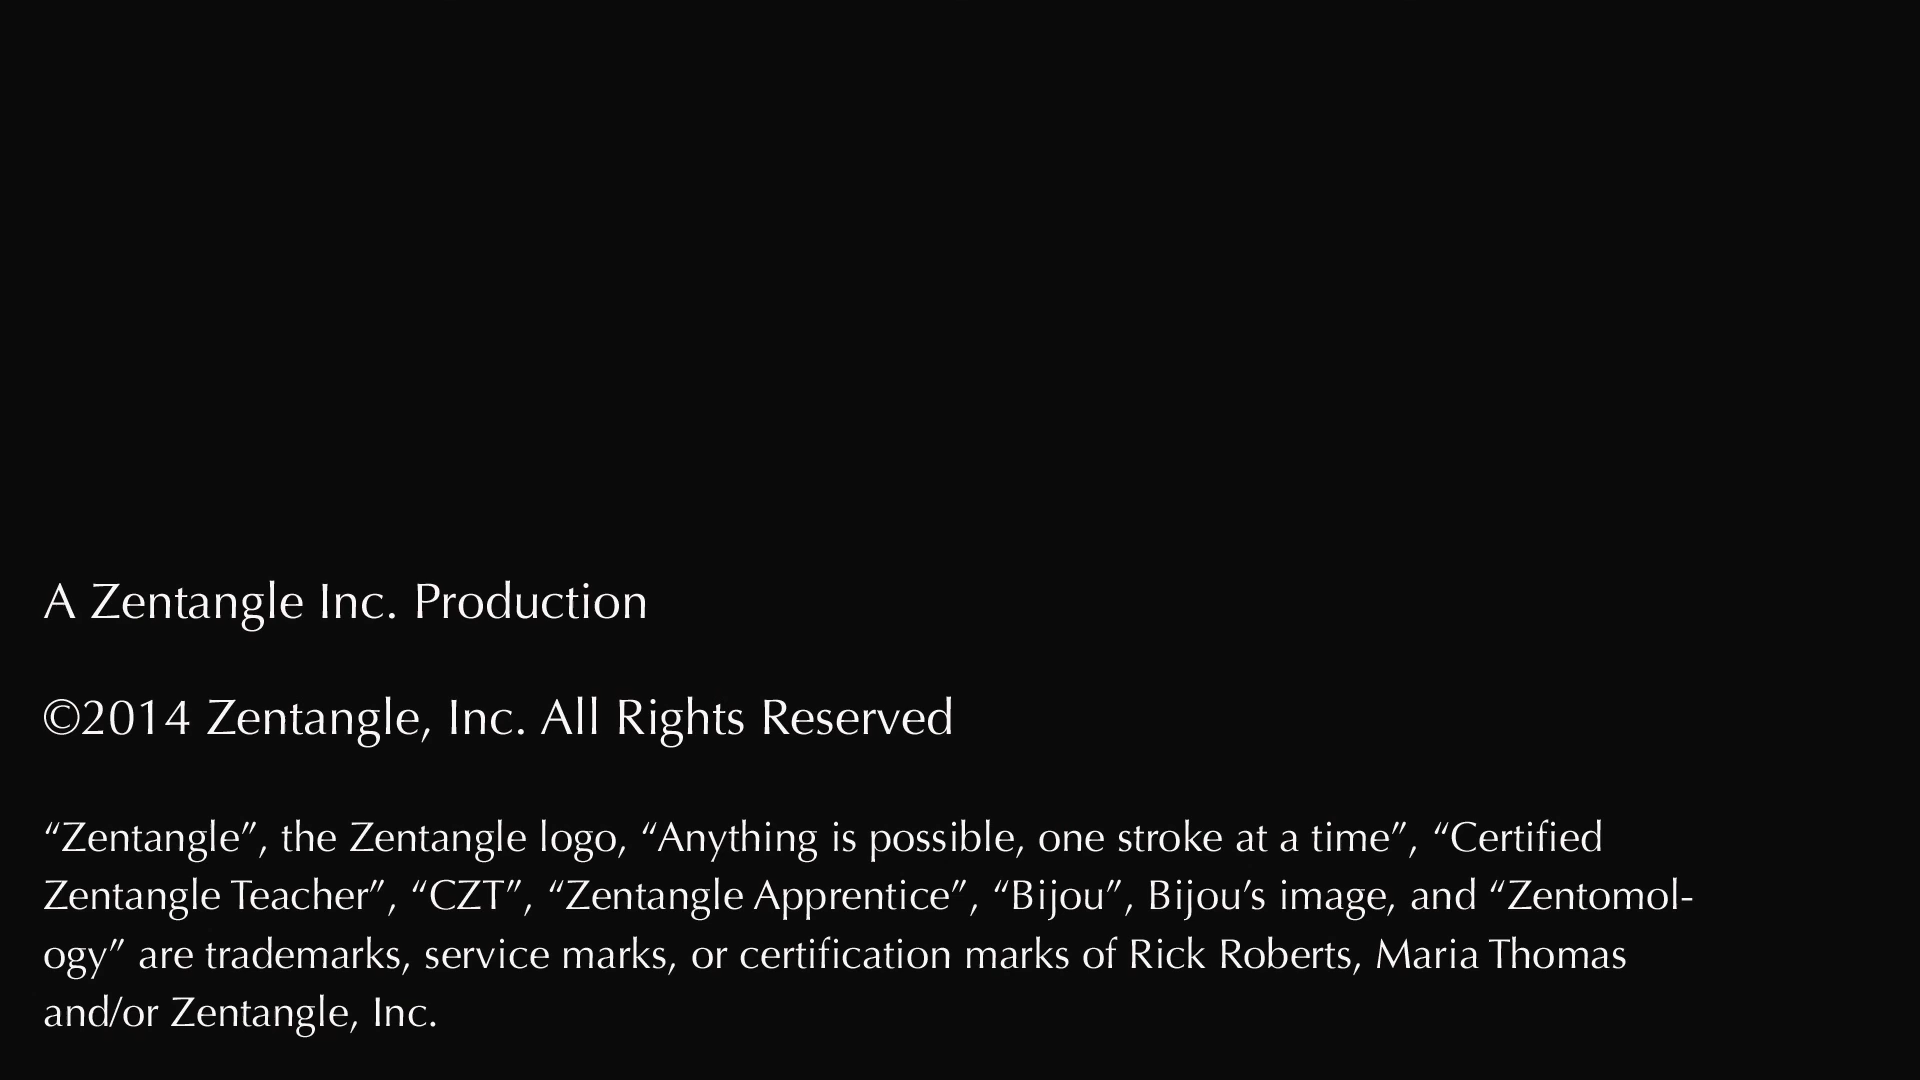 A Zentangle Inc. Production
©2014 Zentangle, Inc. All Rights Reserved
“Zentangle”, the Zentangle logo, “Anything is possible, one stroke at a time”, “Certified
Zentangle Teacher”, “CZT”, “Zentangle Apprentice”, “Bijou”, Bijou’s image, and “Zentomol-
ogy” are trademarks, service marks, or certification marks of Rick Roberts, Maria Thomas
and/or Zentangle, Inc.